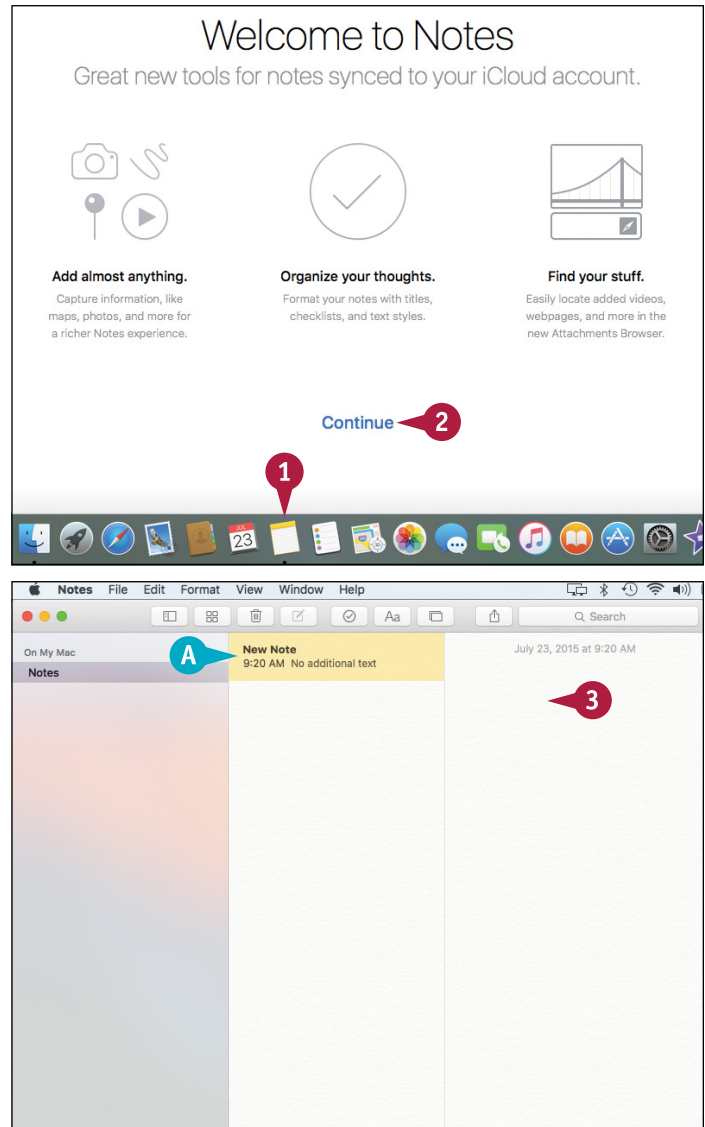 Welcome to Notes
Great new tools for notes synced to your iCloud account.
Add almost anything.
Capture information, like
maps, photos, and more for
a richer Notes experience.
Organize your thoughts.
Format your notes with titles,
checklists, and text styles.
Find your stuff.
Easily locate added videos,
webpages, and more in the
new Attachments Browser.
Continue
2
1
JUL
23
Notes File Edit Format View Window Help
Aa
Search
On My Mac
Notes
A
New Note
9:20 AM No additional text
July 23, 2015 at 9:20 AM
3